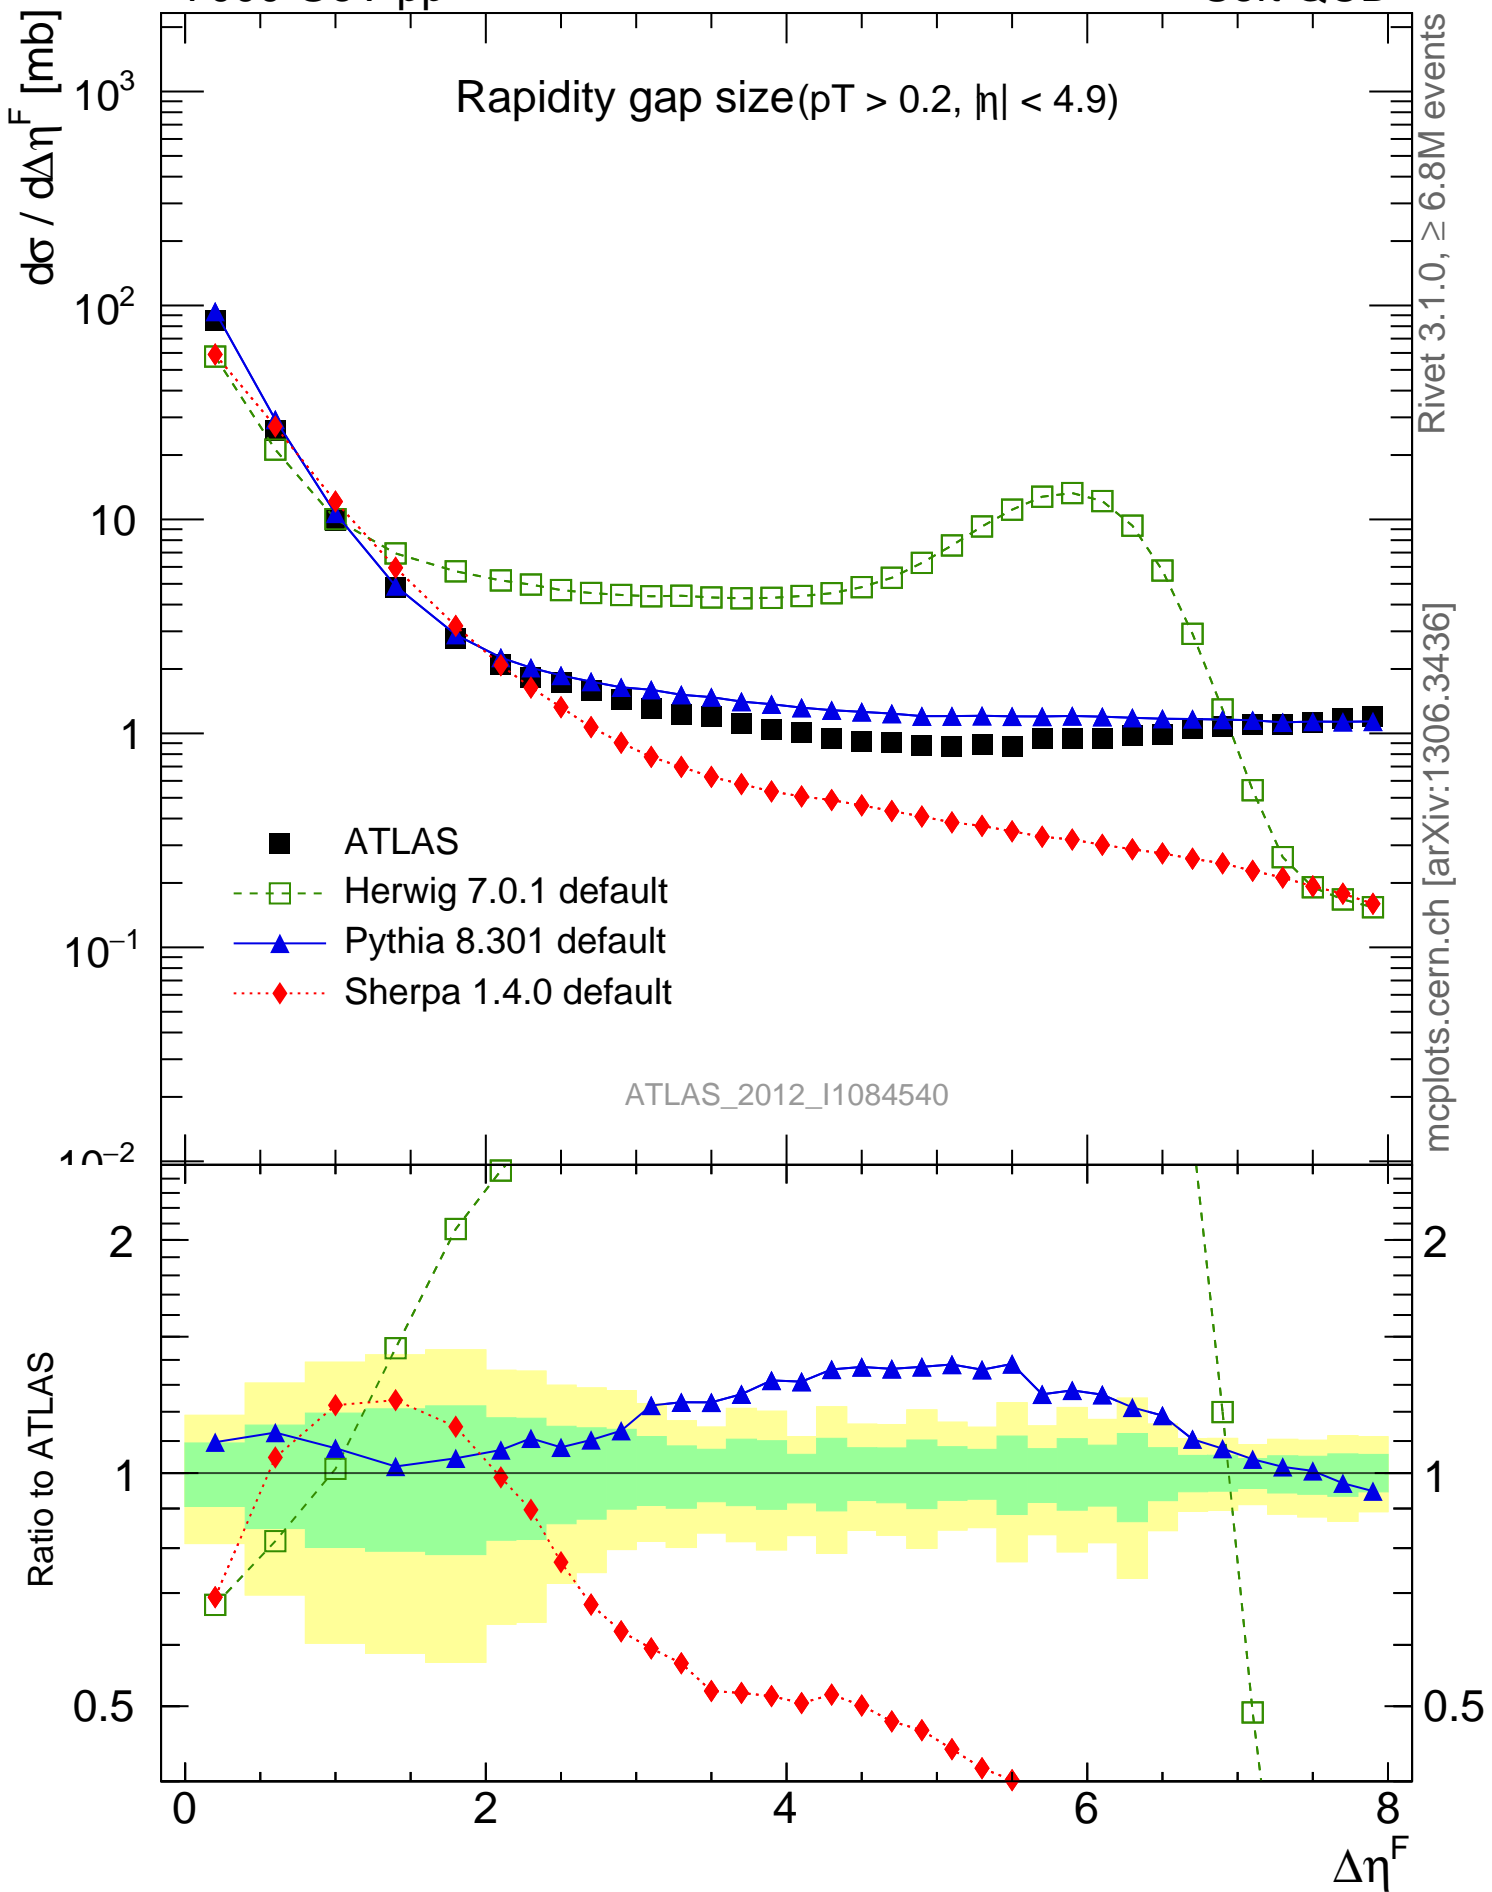 Rapidity gap size (pT > 0.2, |η| < 4.9)
dσ / dΔη^F [mb]
10^3
10^2
10
1
10^−1
10^−2
ATLAS
Herwig 7.0.1 default
Pythia 8.301 default
Sherpa 1.4.0 default
ATLAS_2012_I1084540
Rivet 3.1.0, ≥ 6.8M events
mcplots.cern.ch [arXiv:1306.3436]
Ratio to ATLAS
2
1
0.5
2
1
0.5
0 2 4 6 8
Δη^F